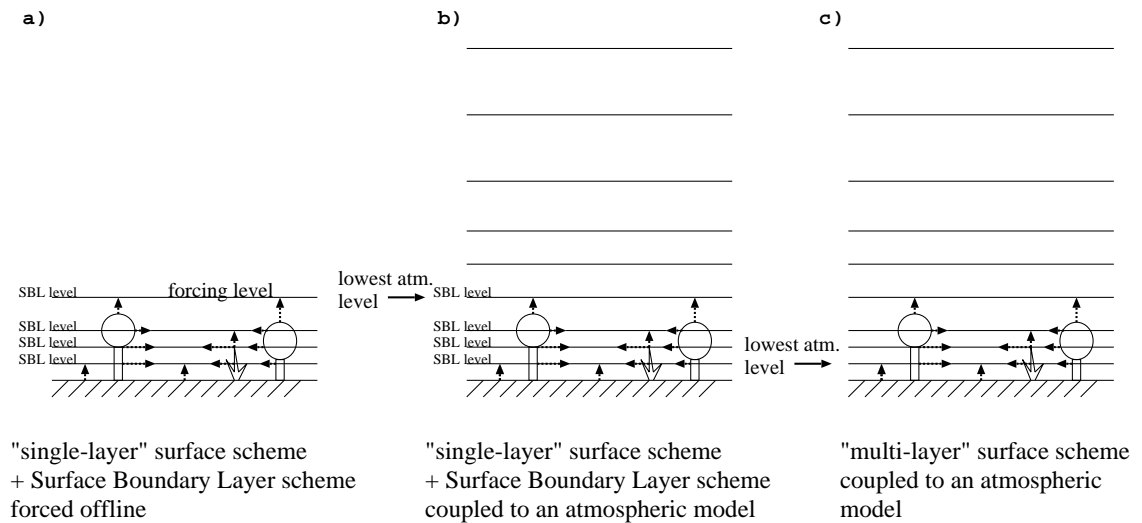 a)
b)
c)
SBL level
forcing level
SBL level
SBL level
SBL level
lowest atm.
level
SBL level
SBL level
SBL level
SBL level
lowest atm.
level
"single-layer" surface scheme
+ Surface Boundary Layer scheme
forced offline
"single-layer" surface scheme
+ Surface Boundary Layer scheme
coupled to an atmospheric model
"multi-layer" surface scheme
coupled to an atmospheric
model